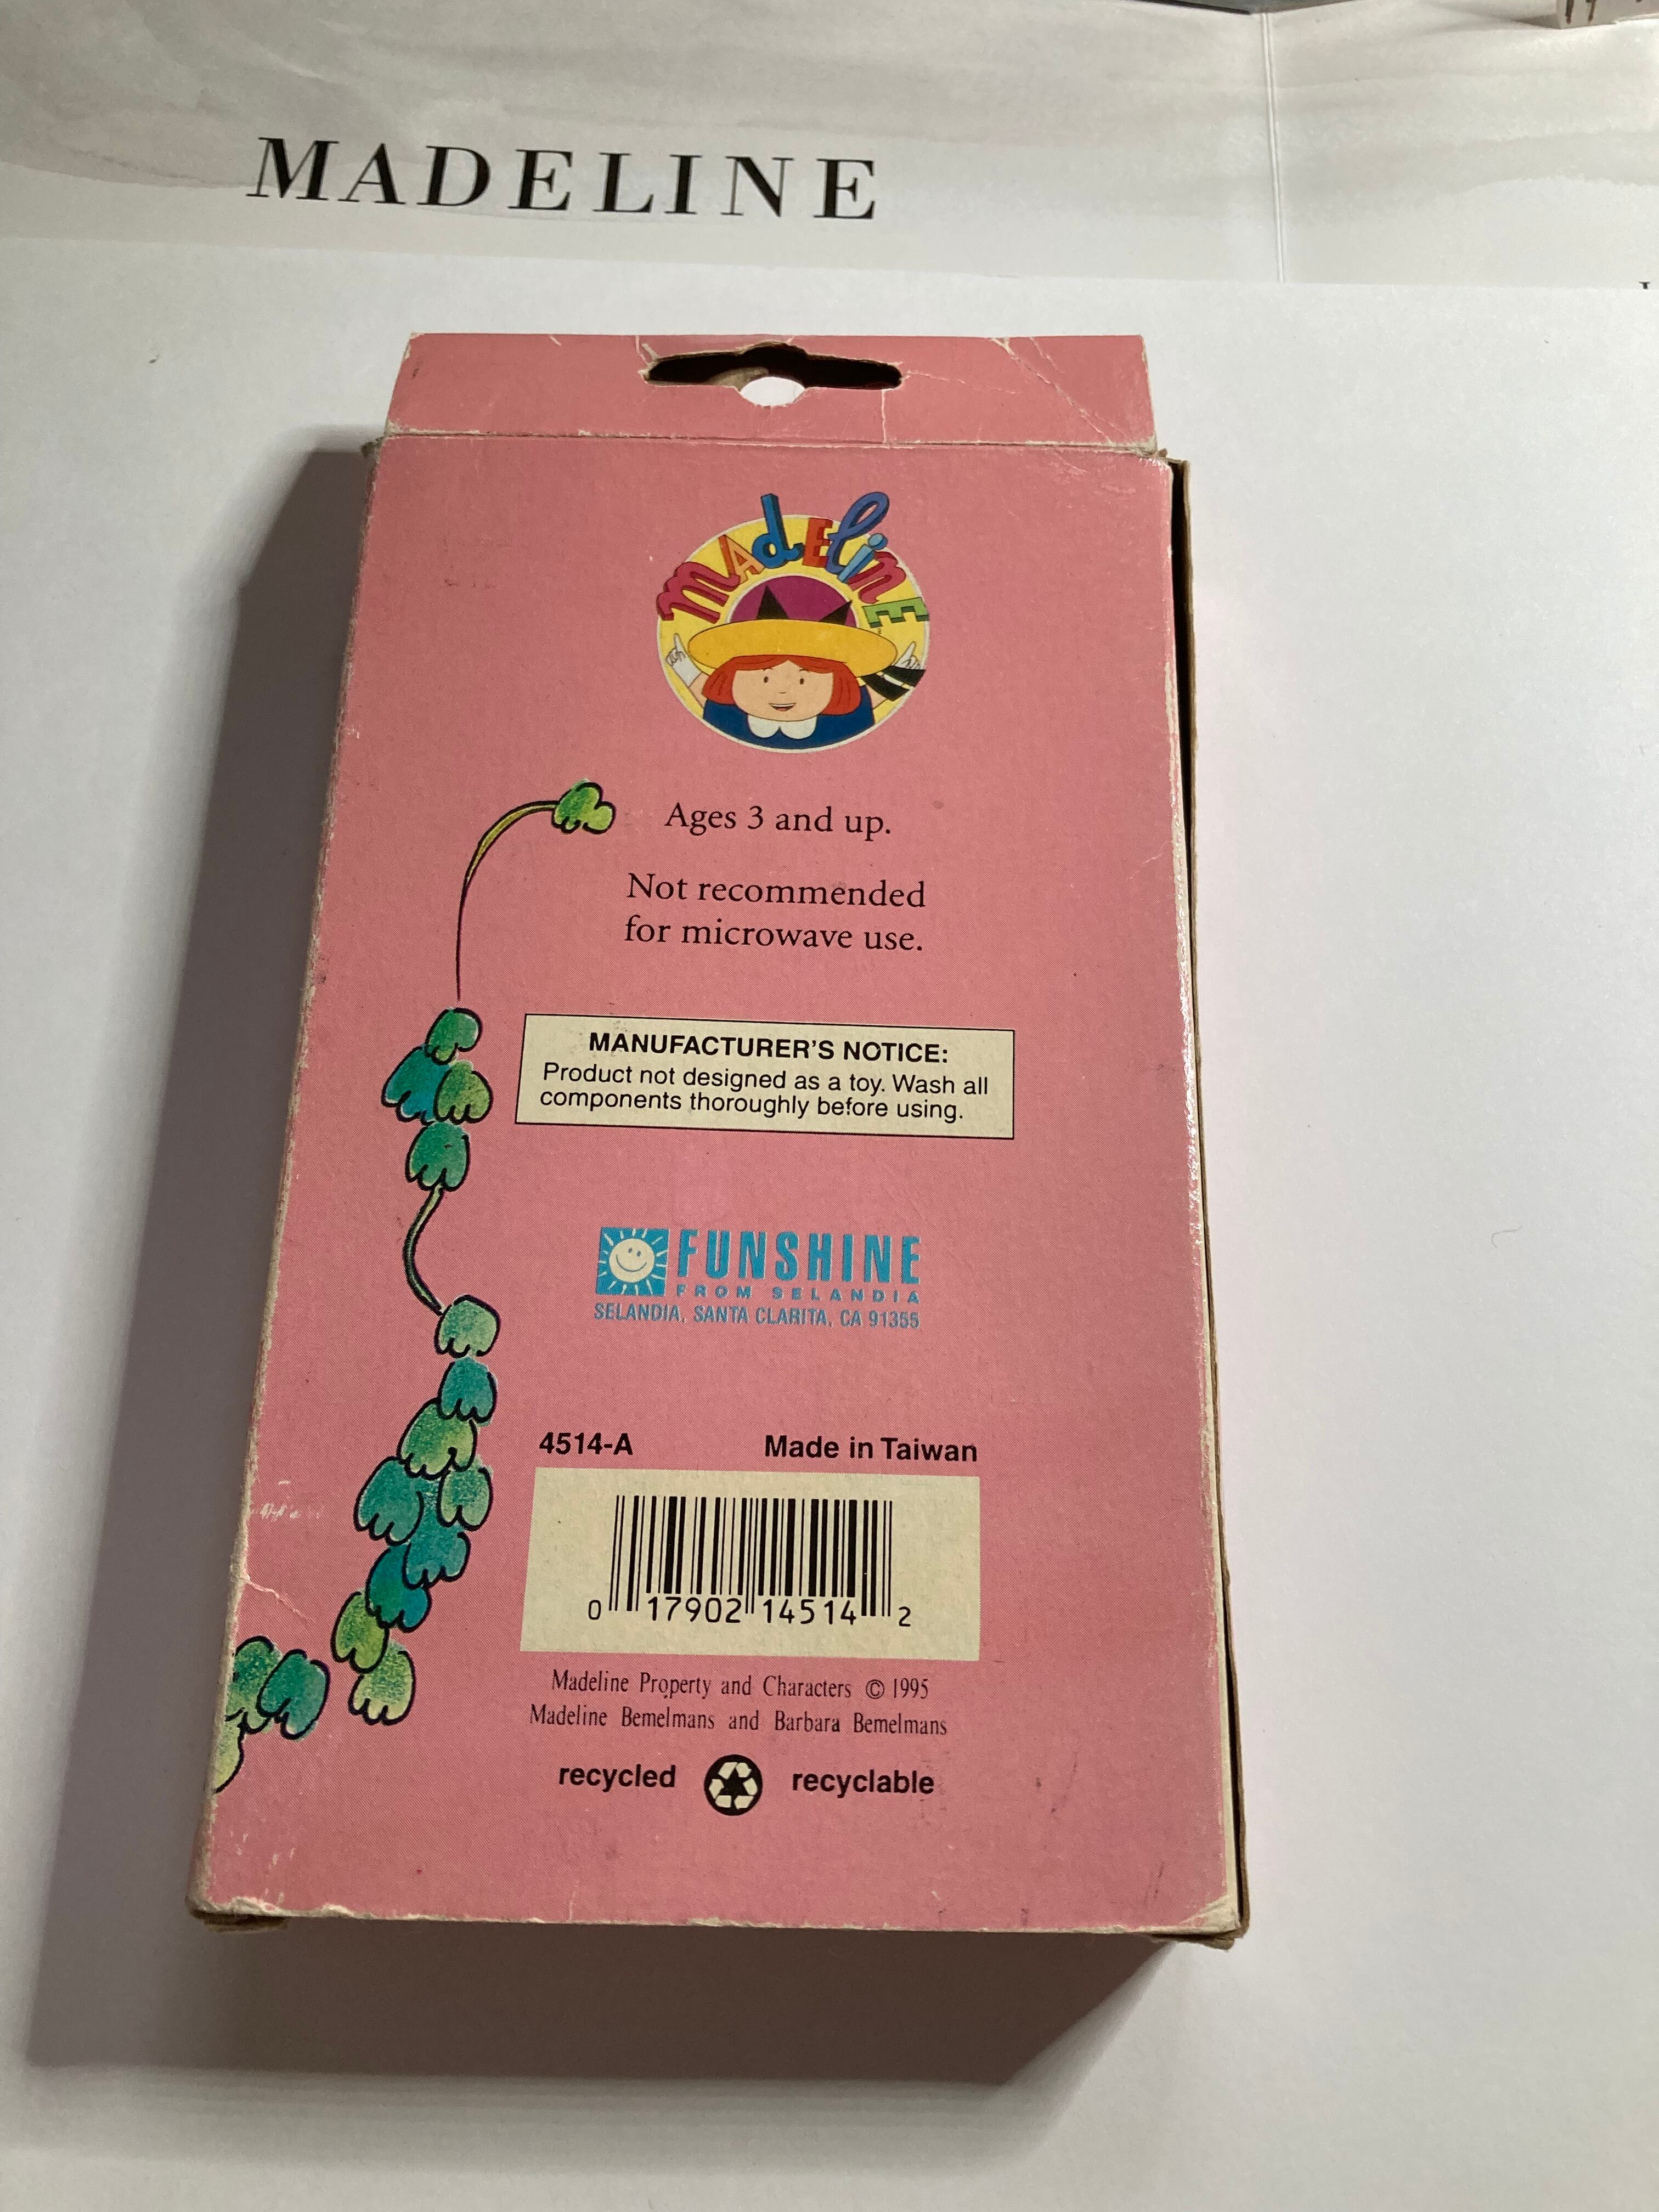 MADELINE
madEline
Ages 3 and up.
Not recommended
for microwave use.
MANUFACTURER'S NOTICE:
Product not designed as a toy. Wash all
components thoroughly before using.
FUNSHINE
FROM SELANDIA
SELANDIA, SANTA CLARITA, CA 91355
4514-A Made in Taiwan
0 17902 14514 2
Madeline Property and Characters © 1995
Madeline Bemelmans and Barbara Bemelmans
recycled recyclable